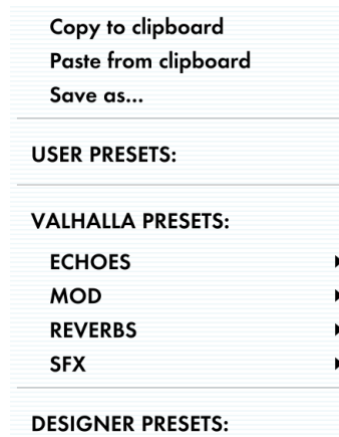 Copy to clipboard
Paste from clipboard
Save as...
USER PRESETS:
VALHALLA PRESETS:
ECHOES
MOD
REVERBS
SFX
DESIGNER PRESETS: